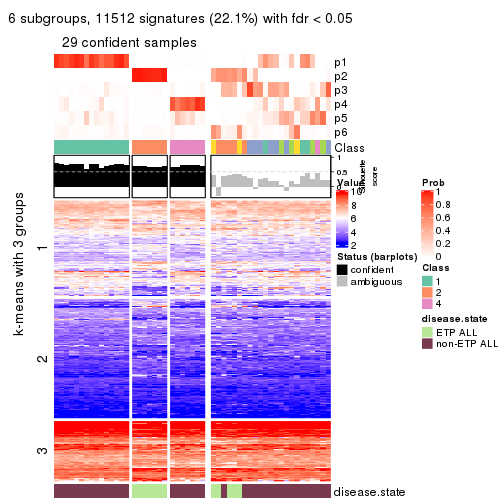 6 subgroups, 11512 signatures (22.1%) with fdr < 0.05
29 confident samples
p1
p2
p3
p4
p5
p6
Class
1
0.5
0
Silhouette
score
k-means with 3 groups
1
2
3
disease.state
Value
10
8
6
4
2
Status (barplots)
confident
ambiguous
Prob
1
0.8
0.6
0.4
0.2
0
Class
1
2
4
disease.state
ETP ALL
non-ETP ALL